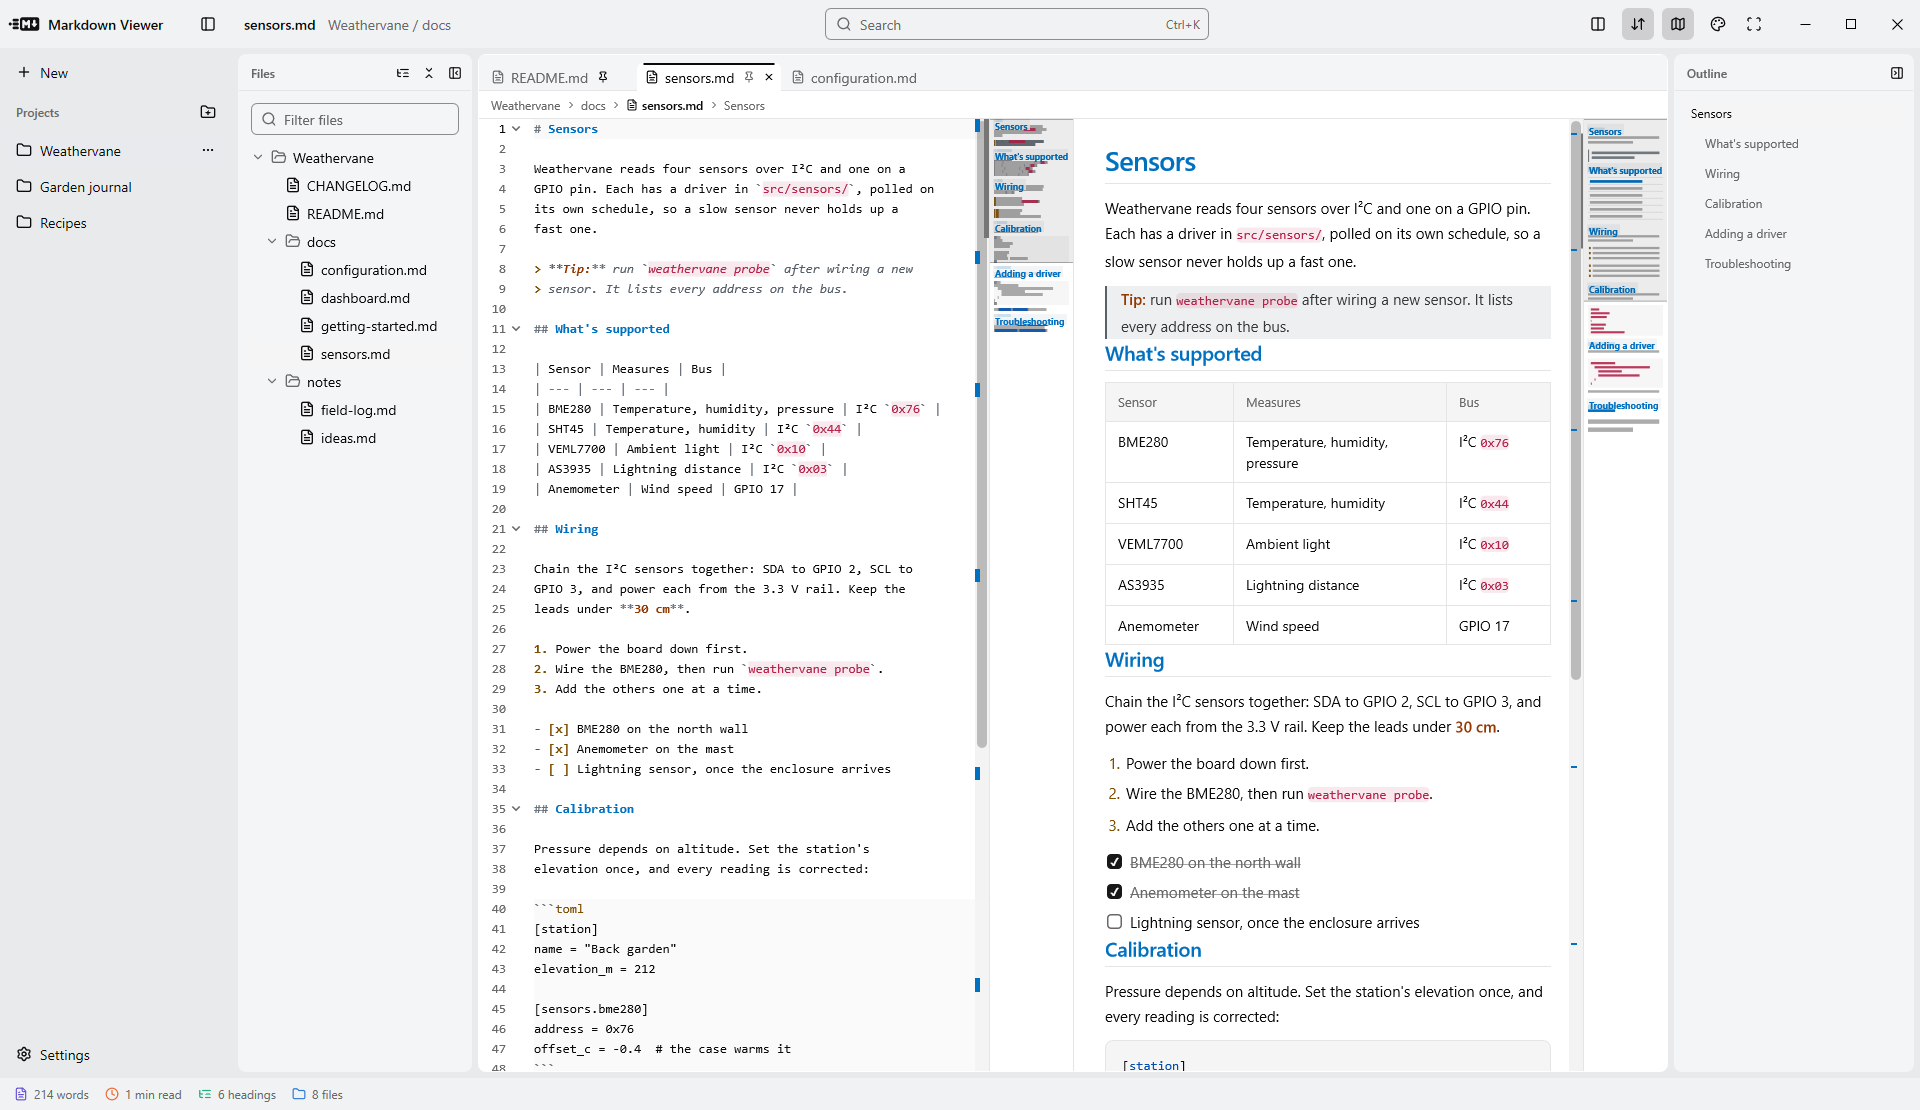 Markdown Viewer
sensors.md Weathervane / docs
Search Ctrl+K
New
Projects
Weathervane
Garden journal
Recipes
Settings
Files
Filter files
Weathervane
CHANGELOG.md
README.md
docs
configuration.md
dashboard.md
getting-started.md
sensors.md
notes
field-log.md
ideas.md
README.md
sensors.md
configuration.md
Weathervane > docs > sensors.md > Sensors
1 # Sensors
2
3 Weathervane reads four sensors over I²C and one on a
4 GPIO pin. Each has a driver in `src/sensors/`, polled on
5 its own schedule, so a slow sensor never holds up a
6 fast one.
7
8 > **Tip:** run `weathervane probe` after wiring a new
9 > sensor. It lists every address on the bus.
10
11 ## What's supported
12
13 | Sensor | Measures | Bus |
14 | --- | --- | --- |
15 | BME280 | Temperature, humidity, pressure | I²C `0x76` |
16 | SHT45 | Temperature, humidity | I²C `0x44` |
17 | VEML7700 | Ambient light | I²C `0x10` |
18 | AS3935 | Lightning distance | I²C `0x03` |
19 | Anemometer | Wind speed | GPIO 17 |
20
21 ## Wiring
22
23 Chain the I²C sensors together: SDA to GPIO 2, SCL to
24 GPIO 3, and power each from the 3.3 V rail. Keep the
25 leads under **30 cm**.
26
27 1. Power the board down first.
28 2. Wire the BME280, then run `weathervane probe`.
29 3. Add the others one at a time.
30
31 - [x] BME280 on the north wall
32 - [x] Anemometer on the mast
33 - [ ] Lightning sensor, once the enclosure arrives
34
35 ## Calibration
36
37 Pressure depends on altitude. Set the station's
38 elevation once, and every reading is corrected:
39
40 ```toml
41 [station]
42 name = "Back garden"
43 elevation_m = 212
44
45 [sensors.bme280]
46 address = 0x76
47 offset_c = -0.4  # the case warms it
48 ```
Sensors
What's supported
Wiring
Calibration
Adding a driver
Troubleshooting
Sensors
Weathervane reads four sensors over I²C and one on a GPIO pin.
Each has a driver in src/sensors/, polled on its own schedule, so a
slow sensor never holds up a fast one.
Tip: run weathervane probe after wiring a new sensor. It lists
every address on the bus.
What's supported
Sensor Measures Bus
BME280 Temperature, humidity, pressure I²C 0x76
SHT45 Temperature, humidity I²C 0x44
VEML7700 Ambient light I²C 0x10
AS3935 Lightning distance I²C 0x03
Anemometer Wind speed GPIO 17
Wiring
Chain the I²C sensors together: SDA to GPIO 2, SCL to GPIO 3, and
power each from the 3.3 V rail. Keep the leads under 30 cm.
1. Power the board down first.
2. Wire the BME280, then run weathervane probe.
3. Add the others one at a time.
BME280 on the north wall
Anemometer on the mast
Lightning sensor, once the enclosure arrives
Calibration
Pressure depends on altitude. Set the station's elevation once, and
every reading is corrected:
[station]
Sensors
What's supported
Wiring
Calibration
Adding a driver
Troubleshooting
Outline
Sensors
What's supported
Wiring
Calibration
Adding a driver
Troubleshooting
214 words
1 min read
6 headings
8 files